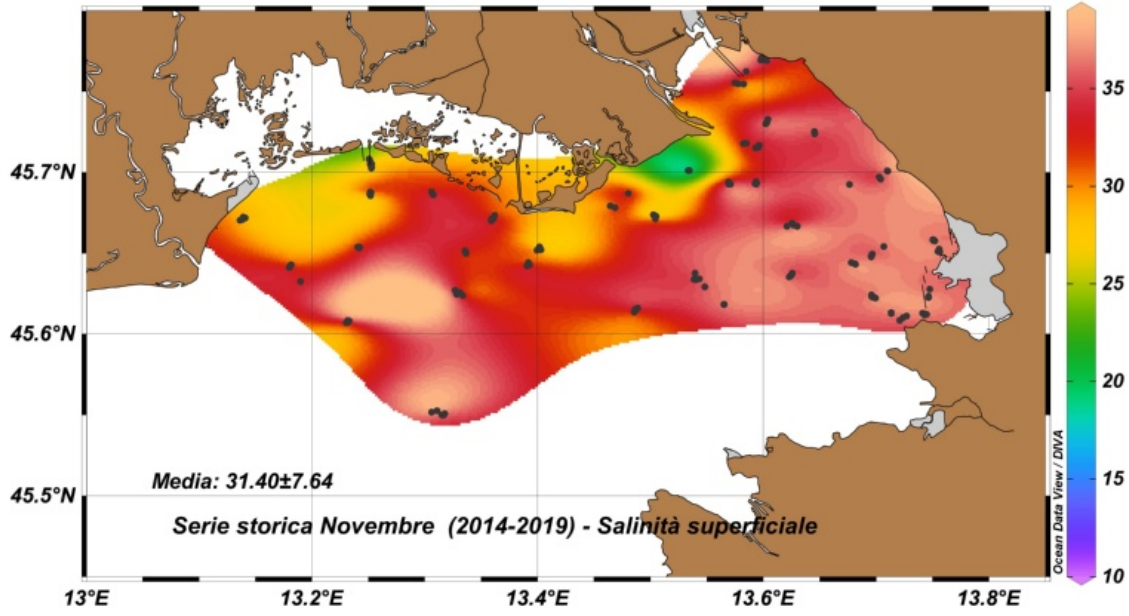 45.7°N
45.6°N
45.5°N
Media: 31.40±7.64
Serie storica Novembre (2014-2019) - Salinità superficiale
13°E
13.2°E
13.4°E
13.6°E
13.8°E
Ocean Data View / DIVA
35
30
25
20
15
10